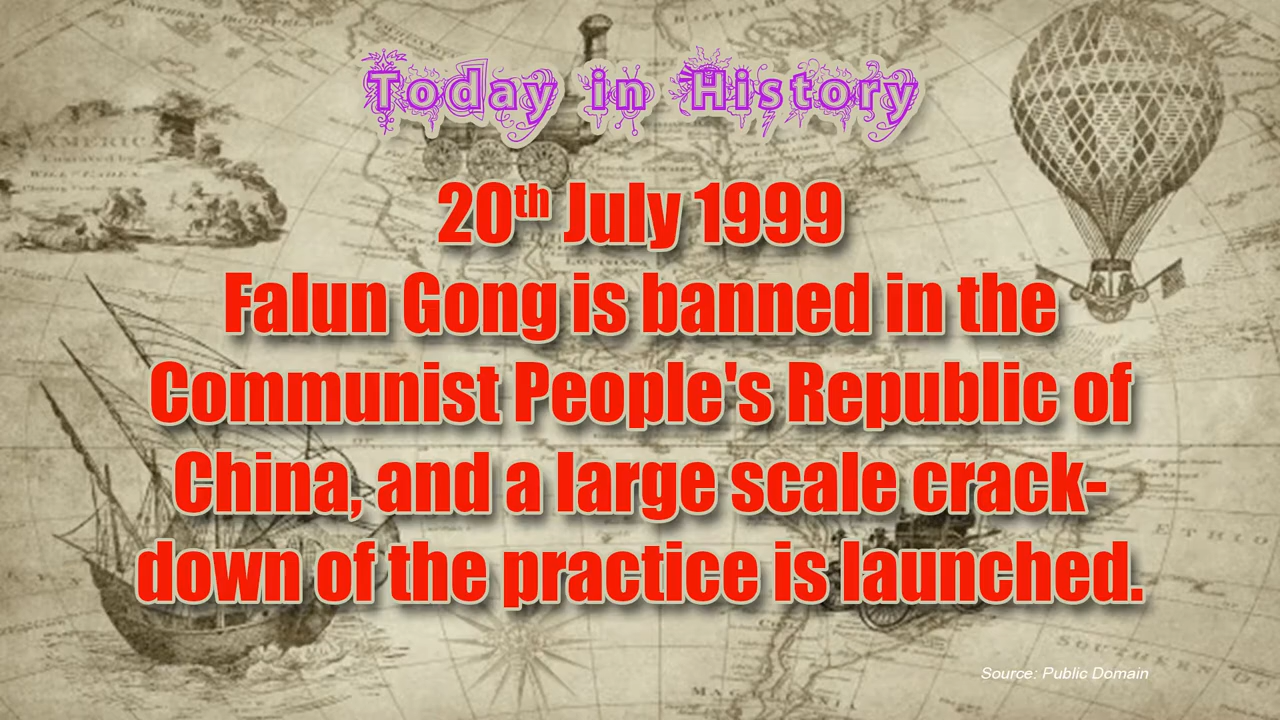 Today in History
20th July 1999
Falun Gong is banned in the
Communist People's Republic of
China, and a large scale crack-
down of the practice is launched.
Source: Public Domain